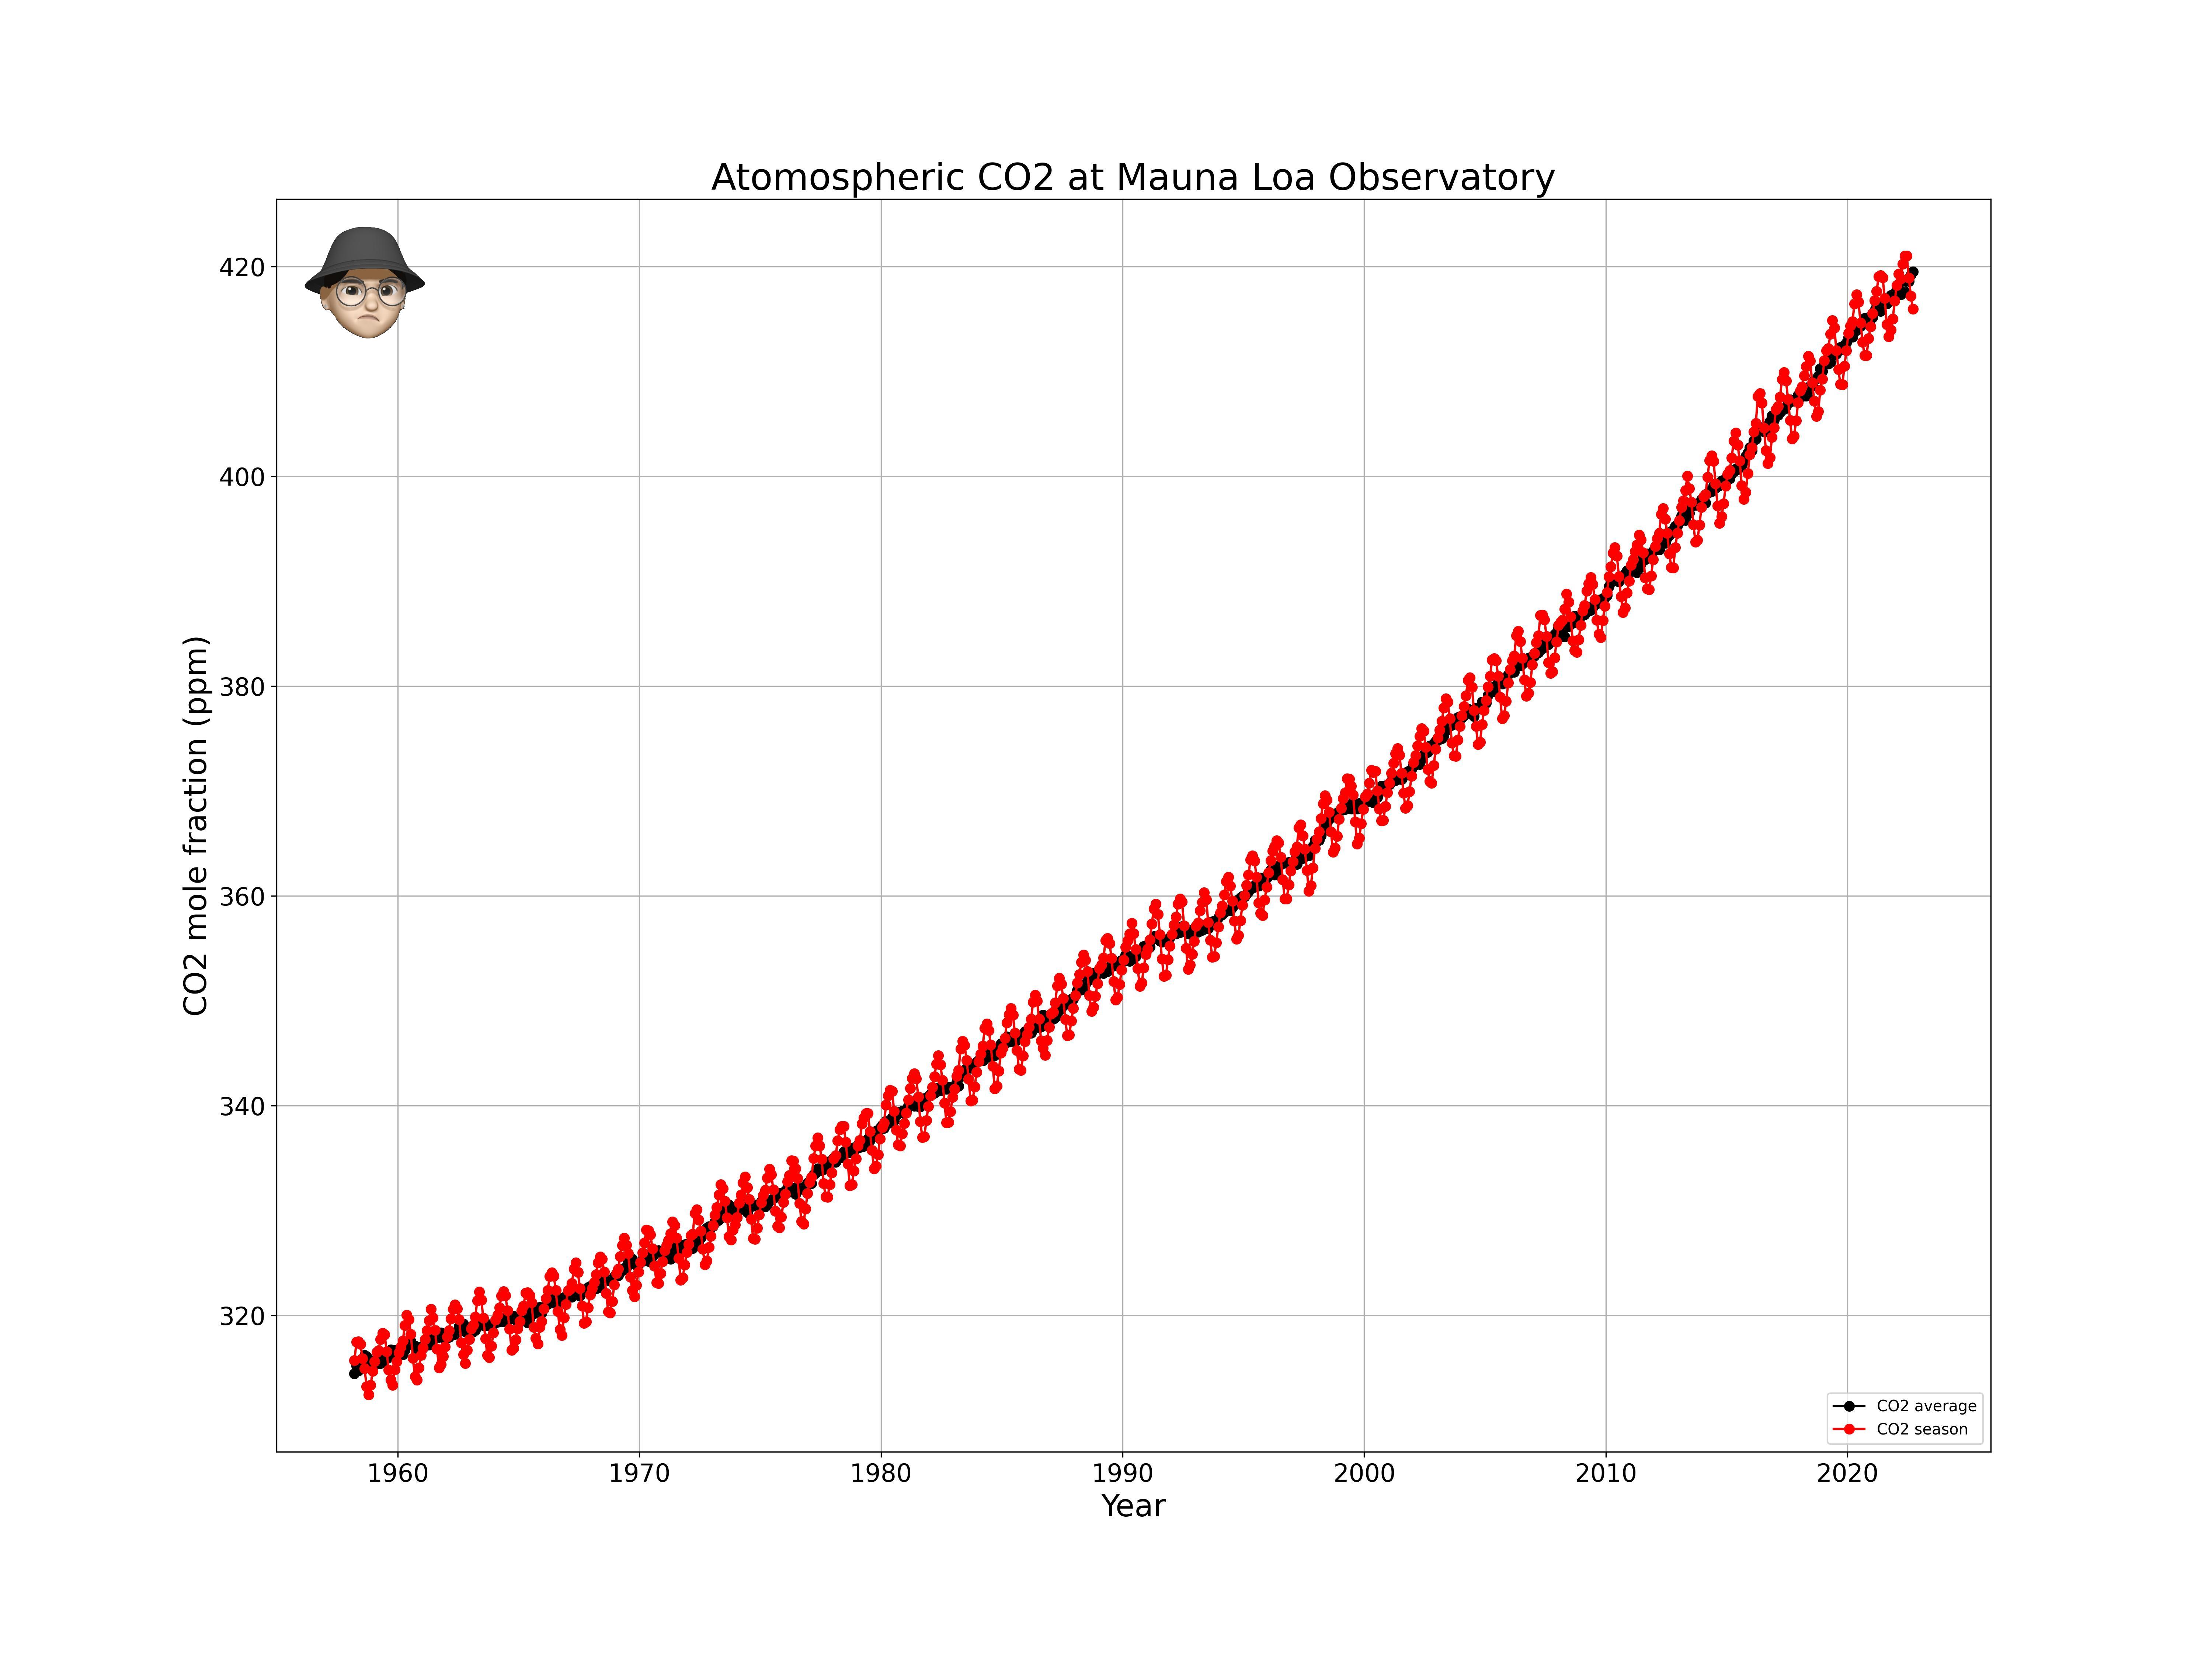 Atomospheric CO2 at Mauna Loa Observatory
420
400
380
360
340
320
CO2 mole fraction (ppm)
CO2 average
CO2 season
1960 1970 1980 1990 2000 2010 2020
Year